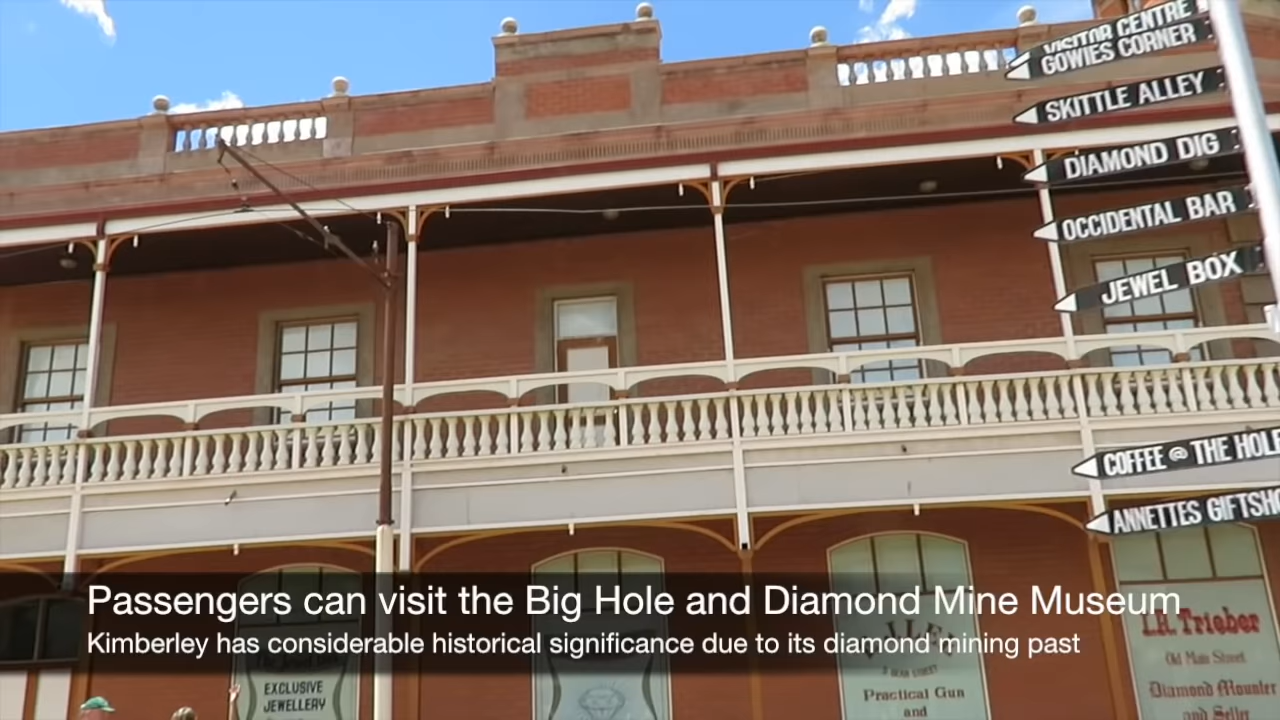 VISITOR CENTRE
GOWIES CORNER
SKITTLE ALLEY
DIAMOND DIG
OCCIDENTAL BAR
JEWEL BOX
COFFEE @ THE HOLE
ANNETTES GIFTSHO
Passengers can visit the Big Hole and Diamond Mine Museum
Kimberley has considerable historical significance due to its diamond mining past
EXCLUSIVE
JEWELLERY
Practical Gun
and
L.R. Trieber
Old Main Street
Diamond Mounter
and Seller